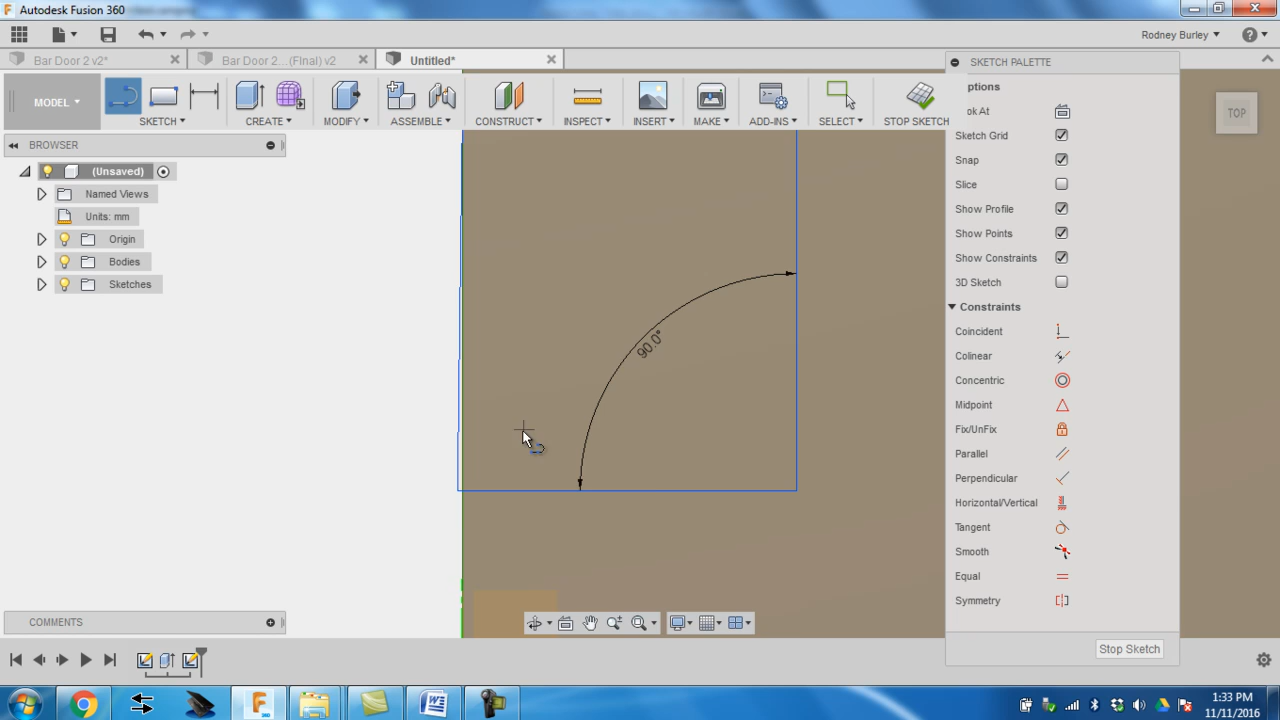 Autodesk Fusion 360
Rodney Burley
Bar Door 2 v2*
Bar Door 2...(FInal) v2
Untitled*
MODEL
SKETCH
CREATE
MODIFY
ASSEMBLE
CONSTRUCT
INSPECT
INSERT
MAKE
ADD-INS
SELECT
STOP SKETCH
SKETCH PALETTE
ptions
ok At
Sketch Grid
Snap
Slice
Show Profile
Show Points
Show Constraints
3D Sketch
Constraints
Coincident
Colinear
Concentric
Midpoint
Fix/UnFix
Parallel
Perpendicular
Horizontal/Vertical
Tangent
Smooth
Equal
Symmetry
Stop Sketch
TOP
BROWSER
(Unsaved)
Named Views
Units: mm
Origin
Bodies
Sketches
90.0°
COMMENTS
1:33 PM
11/11/2016